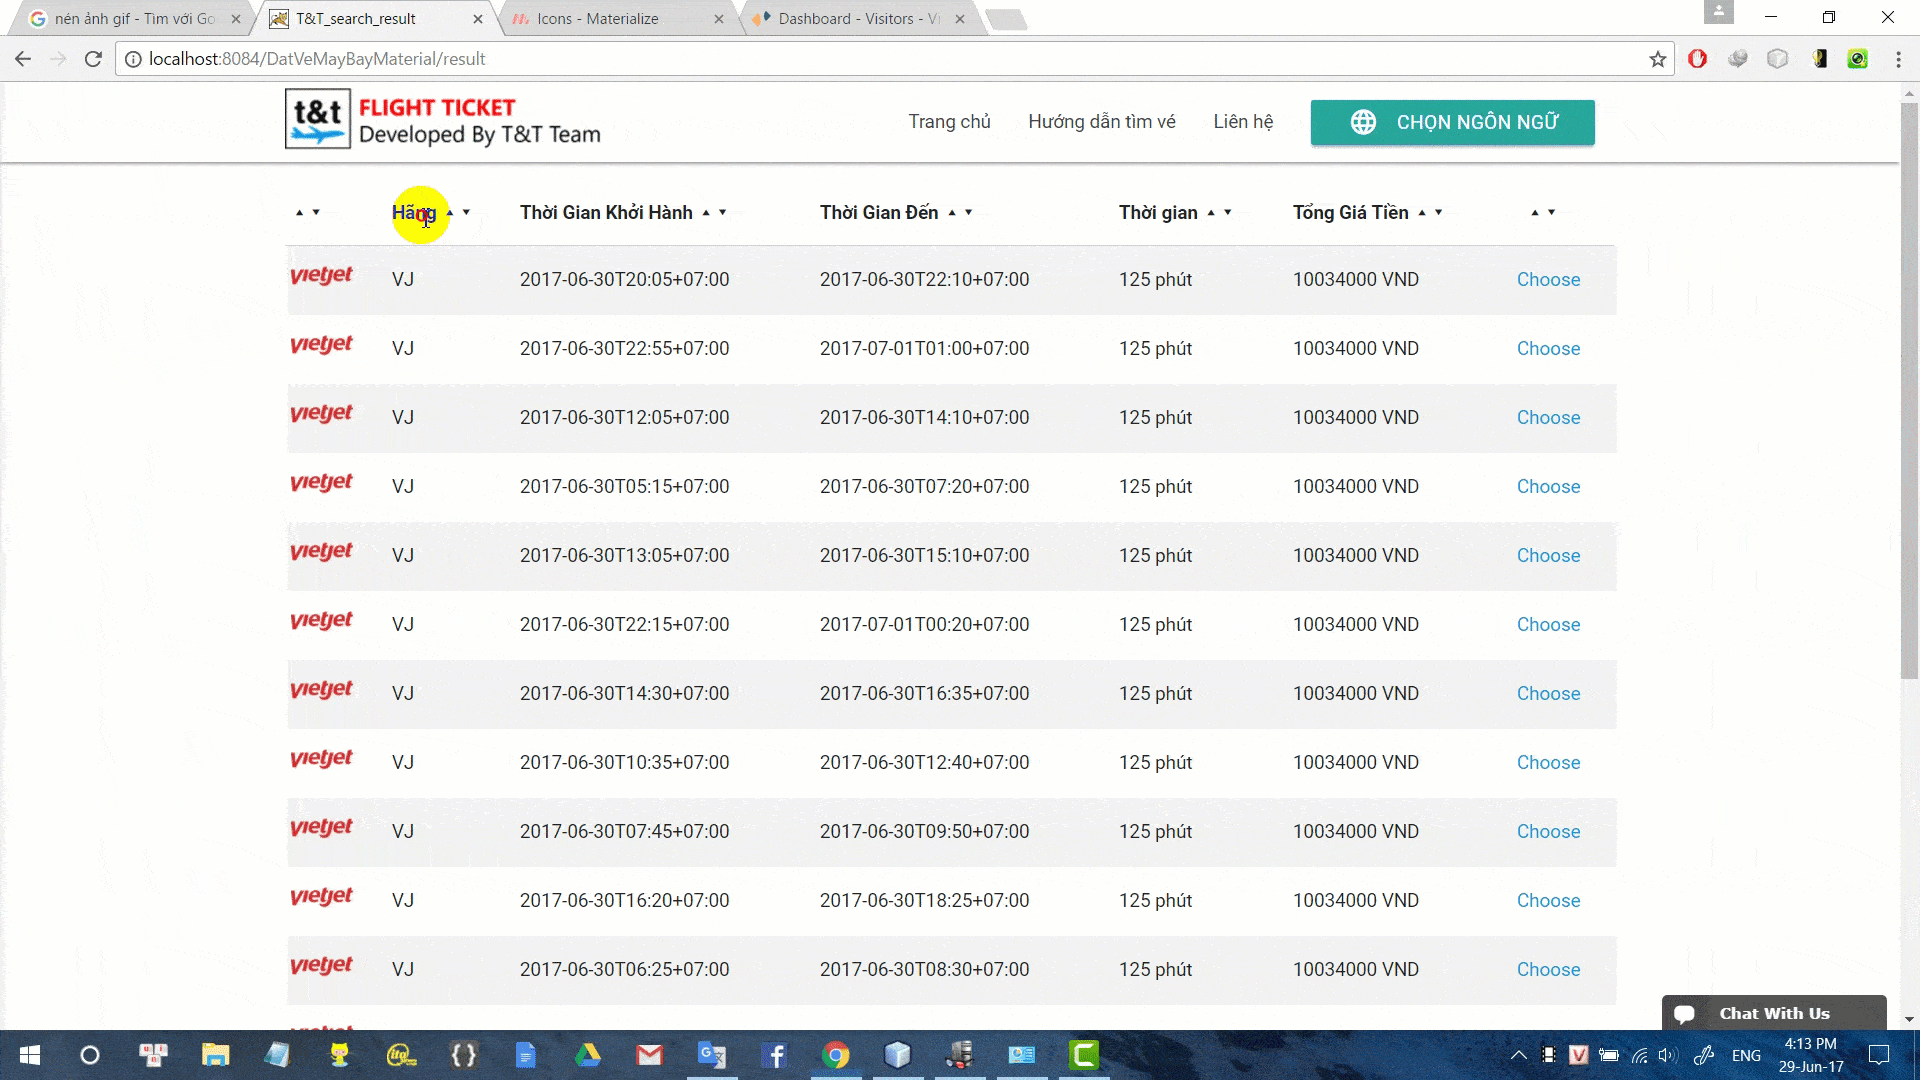 nén ảnh gif - Tìm với Go
T&T_search_result
Icons - Materialize
Dashboard - Visitors - V
localhost:8084/DatVeMayBayMaterial/result
t&t FLIGHT TICKET
Developed By T&T Team
Trang chủ Hướng dẫn tìm vé Liên hệ CHỌN NGÔN NGỮ
Hãng Thời Gian Khởi Hành Thời Gian Đến Thời gian Tổng Giá Tiền
vietjet VJ 2017-06-30T20:05+07:00 2017-06-30T22:10+07:00 125 phút 10034000 VND Choose
vietjet VJ 2017-06-30T22:55+07:00 2017-07-01T01:00+07:00 125 phút 10034000 VND Choose
vietjet VJ 2017-06-30T12:05+07:00 2017-06-30T14:10+07:00 125 phút 10034000 VND Choose
vietjet VJ 2017-06-30T05:15+07:00 2017-06-30T07:20+07:00 125 phút 10034000 VND Choose
vietjet VJ 2017-06-30T13:05+07:00 2017-06-30T15:10+07:00 125 phút 10034000 VND Choose
vietjet VJ 2017-06-30T22:15+07:00 2017-07-01T00:20+07:00 125 phút 10034000 VND Choose
vietjet VJ 2017-06-30T14:30+07:00 2017-06-30T16:35+07:00 125 phút 10034000 VND Choose
vietjet VJ 2017-06-30T10:35+07:00 2017-06-30T12:40+07:00 125 phút 10034000 VND Choose
vietjet VJ 2017-06-30T07:45+07:00 2017-06-30T09:50+07:00 125 phút 10034000 VND Choose
vietjet VJ 2017-06-30T16:20+07:00 2017-06-30T18:25+07:00 125 phút 10034000 VND Choose
vietjet VJ 2017-06-30T06:25+07:00 2017-06-30T08:30+07:00 125 phút 10034000 VND Choose
Chat With Us
ENG
4:13 PM
29-Jun-17